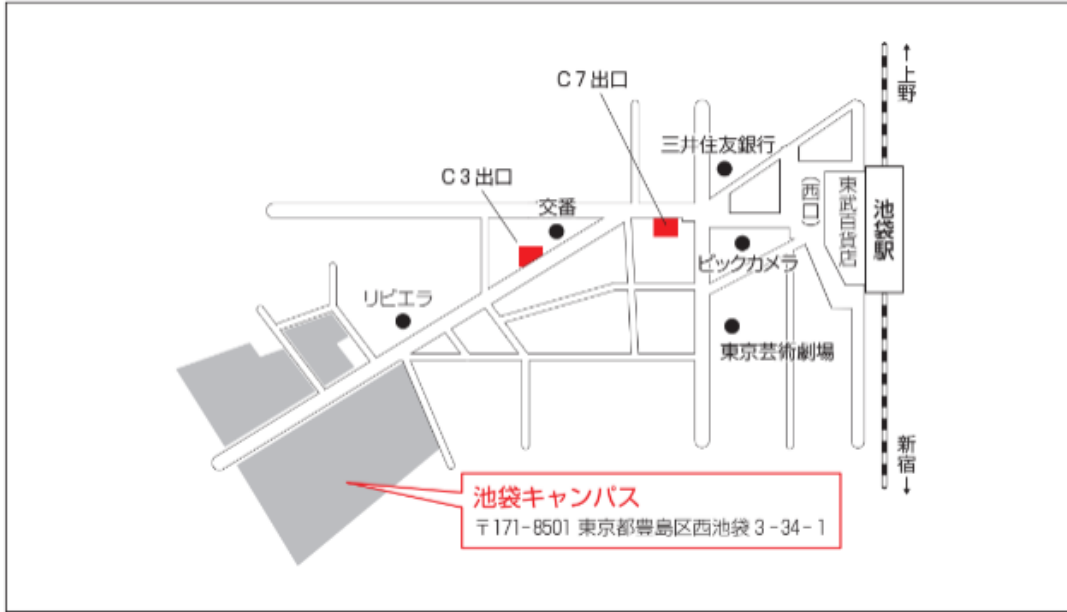 ↑上野
C7出口
三井住友銀行
C3出口
交番
(西口)
東武百貨店
池袋駅
ビックカメラ
リビエラ
東京芸術劇場
新宿↓
池袋キャンパス
〒171-8501 東京都豊島区西池袋3-34-1